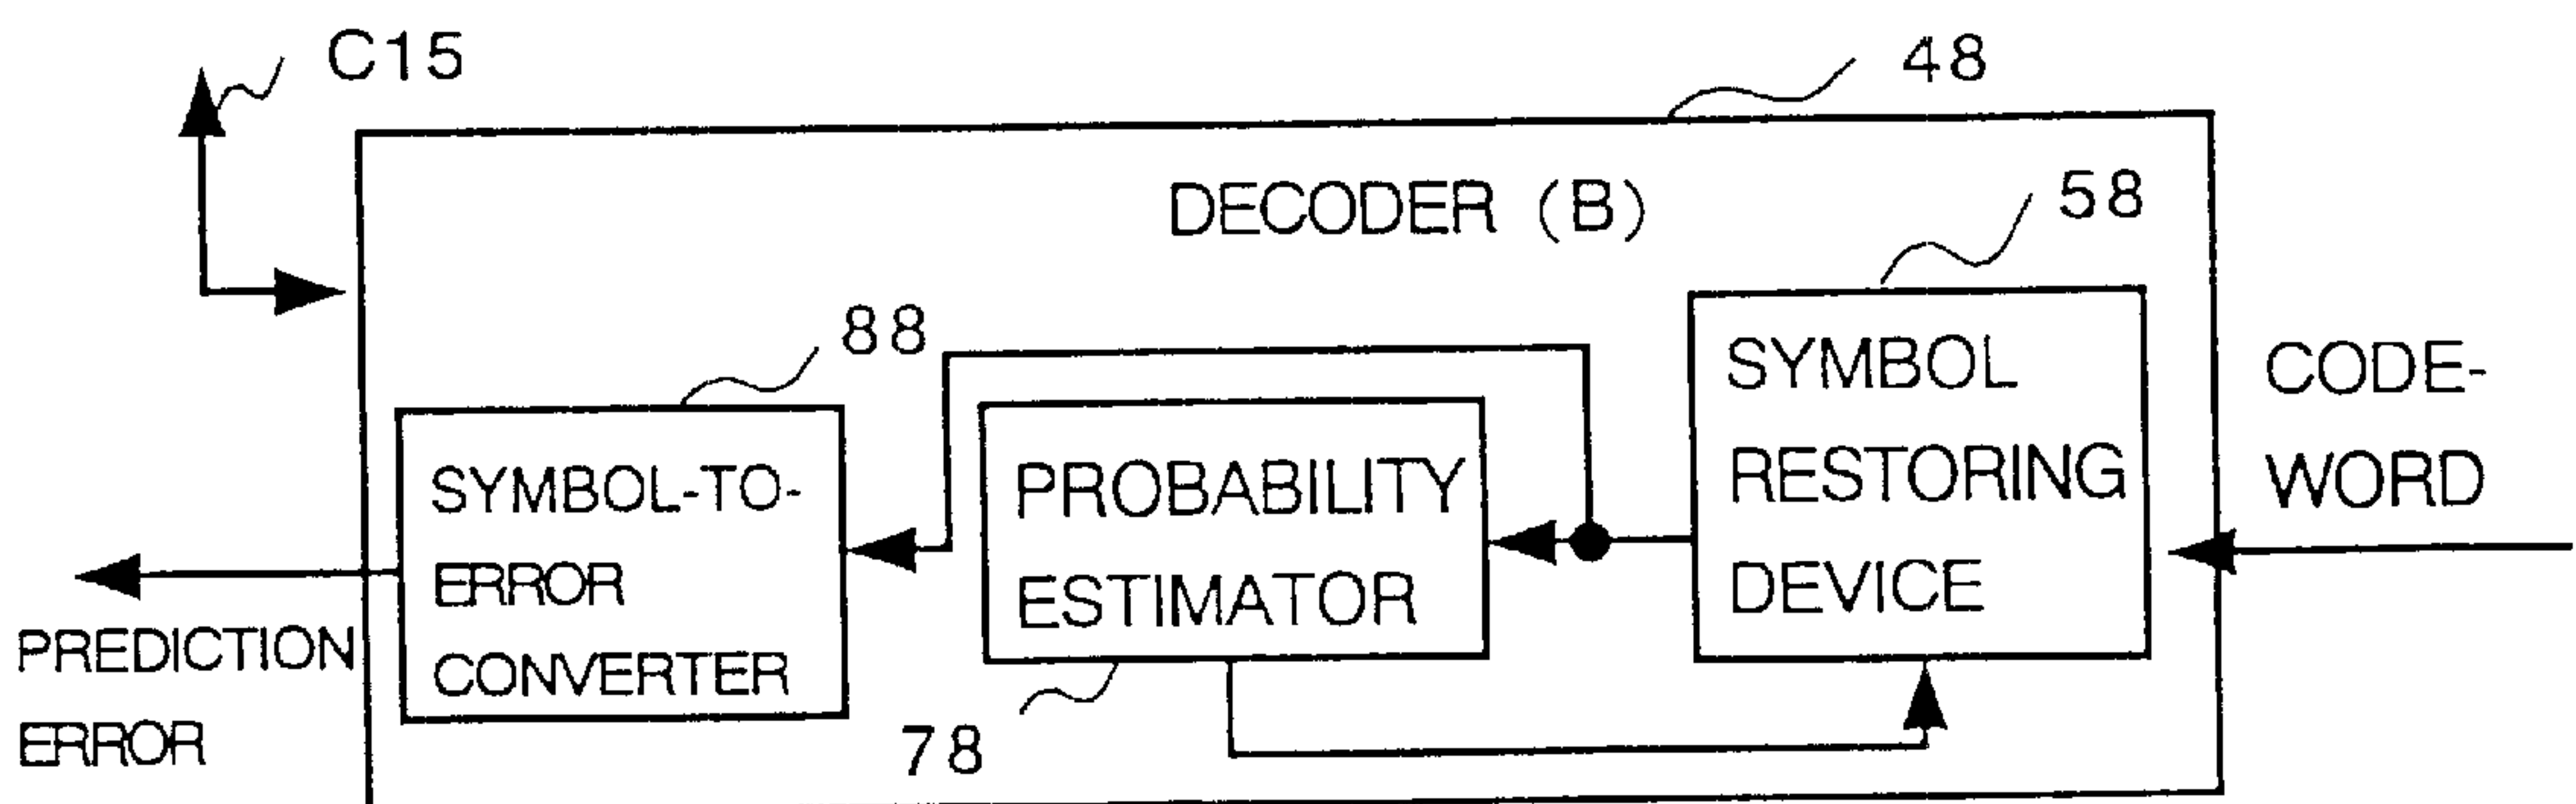 C15
48
DECODER (B)
58
88
SYMBOL
RESTORING
DEVICE
CODE-
WORD
SYMBOL-TO-
ERROR
CONVERTER
PROBABILITY
ESTIMATOR
PREDICTION
ERROR
78